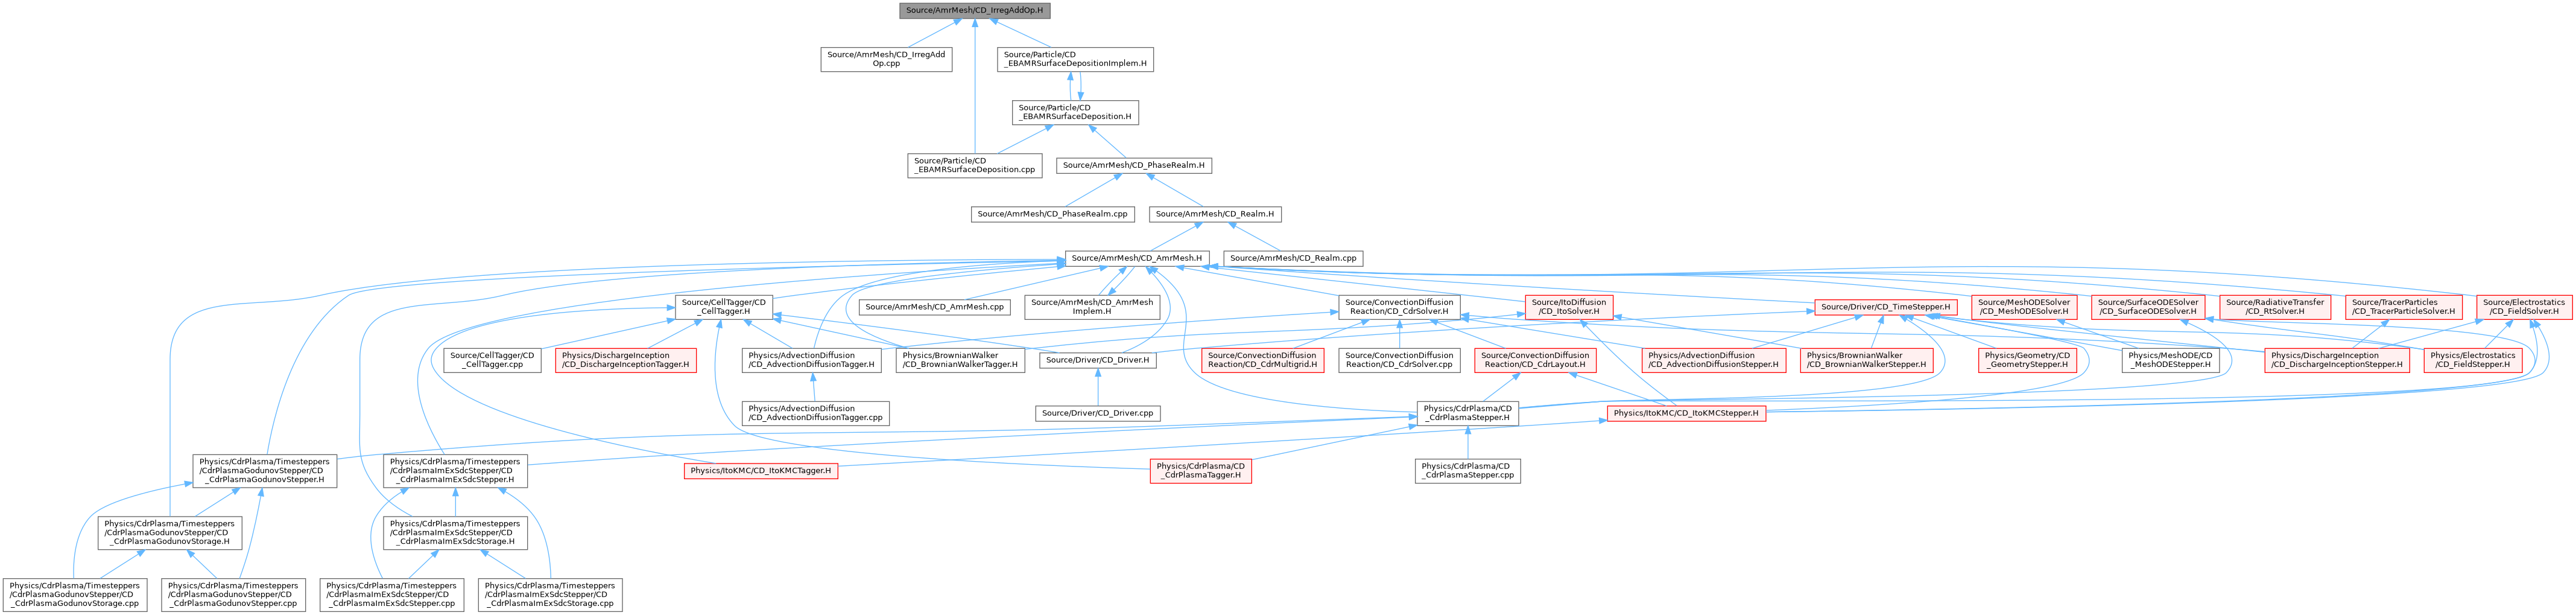 Source/AmrMesh/CD_IrregAddOp.H
Source/AmrMesh/CD_IrregAdd
Op.cpp
Source/Particle/CD
_EBAMRSurfaceDepositionImplem.H
Source/Particle/CD
_EBAMRSurfaceDeposition.H
Source/Particle/CD
_EBAMRSurfaceDeposition.cpp
Source/AmrMesh/CD_PhaseRealm.H
Source/AmrMesh/CD_PhaseRealm.cpp
Source/AmrMesh/CD_Realm.H
Source/AmrMesh/CD_AmrMesh.H
Source/AmrMesh/CD_Realm.cpp
Source/CellTagger/CD
_CellTagger.H
Source/AmrMesh/CD_AmrMesh.cpp
Source/AmrMesh/CD_AmrMesh
Implem.H
Source/ConvectionDiffusion
Reaction/CD_CdrSolver.H
Source/ItoDiffusion
/CD_ItoSolver.H
Source/Driver/CD_TimeStepper.H
Source/MeshODESolver
/CD_MeshODESolver.H
Source/SurfaceODESolver
/CD_SurfaceODESolver.H
Source/RadiativeTransfer
/CD_RtSolver.H
Source/TracerParticles
/CD_TracerParticleSolver.H
Source/Electrostatics
/CD_FieldSolver.H
Source/CellTagger/CD
_CellTagger.cpp
Physics/DischargeInception
/CD_DischargeInceptionTagger.H
Physics/AdvectionDiffusion
/CD_AdvectionDiffusionTagger.H
Physics/BrownianWalker
/CD_BrownianWalkerTagger.H
Source/Driver/CD_Driver.H
Source/ConvectionDiffusion
Reaction/CD_CdrMultigrid.H
Source/ConvectionDiffusion
Reaction/CD_CdrSolver.cpp
Source/ConvectionDiffusion
Reaction/CD_CdrLayout.H
Physics/AdvectionDiffusion
/CD_AdvectionDiffusionStepper.H
Physics/BrownianWalker
/CD_BrownianWalkerStepper.H
Physics/Geometry/CD
_GeometryStepper.H
Physics/MeshODE/CD
_MeshODEStepper.H
Physics/DischargeInception
/CD_DischargeInceptionStepper.H
Physics/Electrostatics
/CD_FieldStepper.H
Physics/AdvectionDiffusion
/CD_AdvectionDiffusionTagger.cpp
Source/Driver/CD_Driver.cpp
Physics/CdrPlasma/CD
_CdrPlasmaStepper.H
Physics/ItoKMC/CD_ItoKMCStepper.H
Physics/CdrPlasma/Timesteppers
/CdrPlasmaGodunovStepper/CD
_CdrPlasmaGodunovStepper.H
Physics/CdrPlasma/Timesteppers
/CdrPlasmaImExSdcStepper/CD
_CdrPlasmaImExSdcStepper.H
Physics/ItoKMC/CD_ItoKMCTagger.H
Physics/CdrPlasma/CD
_CdrPlasmaTagger.H
Physics/CdrPlasma/CD
_CdrPlasmaStepper.cpp
Physics/CdrPlasma/Timesteppers
/CdrPlasmaGodunovStepper/CD
_CdrPlasmaGodunovStorage.H
Physics/CdrPlasma/Timesteppers
/CdrPlasmaImExSdcStepper/CD
_CdrPlasmaImExSdcStorage.H
Physics/CdrPlasma/Timesteppers
/CdrPlasmaGodunovStepper/CD
_CdrPlasmaGodunovStorage.cpp
Physics/CdrPlasma/Timesteppers
/CdrPlasmaGodunovStepper/CD
_CdrPlasmaGodunovStepper.cpp
Physics/CdrPlasma/Timesteppers
/CdrPlasmaImExSdcStepper/CD
_CdrPlasmaImExSdcStepper.cpp
Physics/CdrPlasma/Timesteppers
/CdrPlasmaImExSdcStepper/CD
_CdrPlasmaImExSdcStorage.cpp